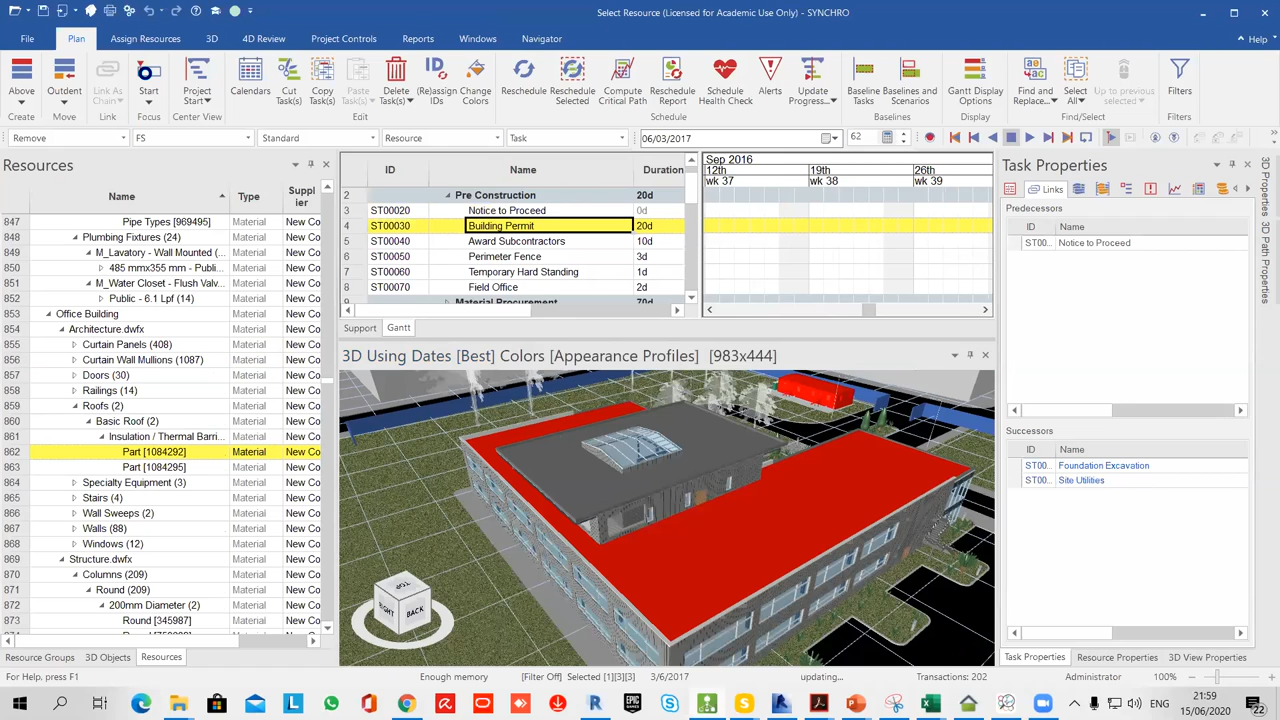 Select Resource (Licensed for Academic Use Only) - SYNCHRO
File Plan Assign Resources 3D 4D Review Project Controls Reports Windows Navigator Help
Above Outdent Link Chain Start Project Start Calendars Cut Task(s) Copy Task(s) Paste Task(s) Delete Task(s) (Re)Assign IDs Change Colors Reschedule Reschedule Selected Compute Critical Path Reschedule Report Schedule Health Check Alerts Update Progress... Baseline Tasks Baselines and Scenarios Gantt Display Options Find and Replace... Select All Up to previous selected Filters
Create Move Link Focus Center View Edit Schedule Baselines Display Find/Select Filters
Remove FS Standard Resource Task 06/03/2017 62
Resources
Name Type Suppl ier
847 Pipe Types [969495] Material New Co
848 Plumbing Fixtures (24) Material New Co
849 M_Lavatory - Wall Mounted (... Material New Co
850 485 mmx355 mm - Publi... Material New Co
851 M_Water Closet - Flush Valv... Material New Co
852 Public - 6.1 Lpf (14) Material New Co
853 Office Building Material New Co
854 Architecture.dwfx Material New Co
855 Curtain Panels (408) Material New Co
856 Curtain Wall Mullions (1087) Material New Co
857 Doors (30) Material New Co
858 Railings (14) Material New Co
859 Roofs (2) Material New Co
860 Basic Roof (2) Material New Co
861 Insulation / Thermal Barri... Material New Co
862 Part [1084292] Material New Co
863 Part [1084295] Material New Co
864 Specialty Equipment (3) Material New Co
865 Stairs (4) Material New Co
866 Wall Sweeps (2) Material New Co
867 Walls (88) Material New Co
868 Windows (12) Material New Co
869 Structure.dwfx Material New Co
870 Columns (209) Material New Co
871 Round (209) Material New Co
872 200mm Diameter (2) Material New Co
873 Round [345987] Material New Co
Resource Groups 3D Objects Resources
ID Name Duration
2 Pre Construction 20d
3 ST00020 Notice to Proceed 0d
4 ST00030 Building Permit 20d
5 ST00040 Award Subcontractors 10d
6 ST00050 Perimeter Fence 3d
7 ST00060 Temporary Hard Standing 1d
8 ST00070 Field Office 2d
9 Material Procurement 70d
Sep 2016
12th 19th 26th
wk 37 wk 38 wk 39
Support Gantt
3D Using Dates [Best] Colors [Appearance Profiles] [983x444]
TOP
RIGHT BACK
Task Properties
Links
Predecessors
ID Name
ST00... Notice to Proceed
Successors
ID Name
ST00... Foundation Excavation
ST00... Site Utilities
Task Properties Resource Properties 3D View Properties
3D Properties 3D Path Properties
For Help, press F1 Enough memory [Filter Off] Selected [1][3][3] 3/6/2017 updating... Transactions: 202 Administrator 100%
ENG 21:59 15/06/2020 22